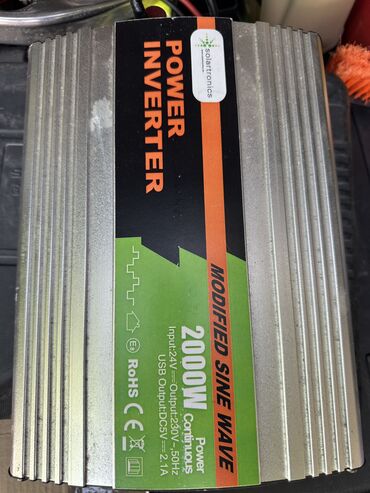 solartronics
POWER
INVERTER
MODIFIED SINE WAVE
2000W Power Continuous
Input:24V⎓Output:230V~,50Hz
USB Output:DC5V⎓2.1A
RoHS CE